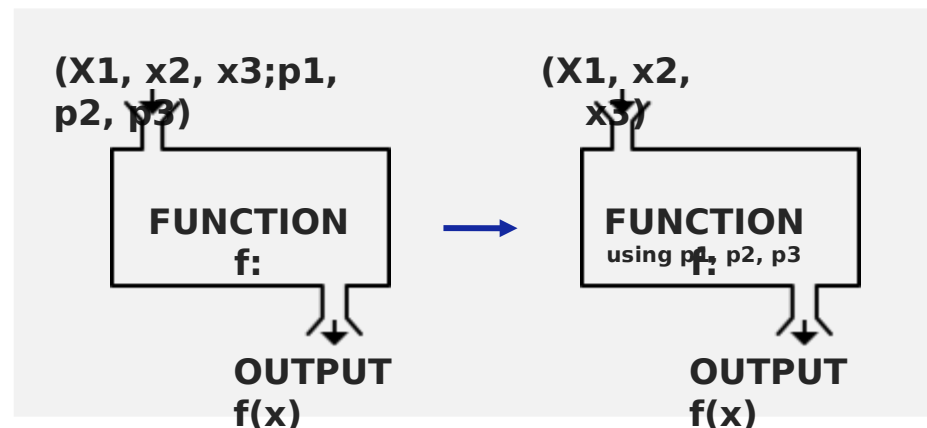 (X1, x2, x3;p1,
p2, p3)
FUNCTION
f:
OUTPUT
f(x)
(X1, x2,
x3)
FUNCTION
f:
using p1, p2, p3
OUTPUT
f(x)